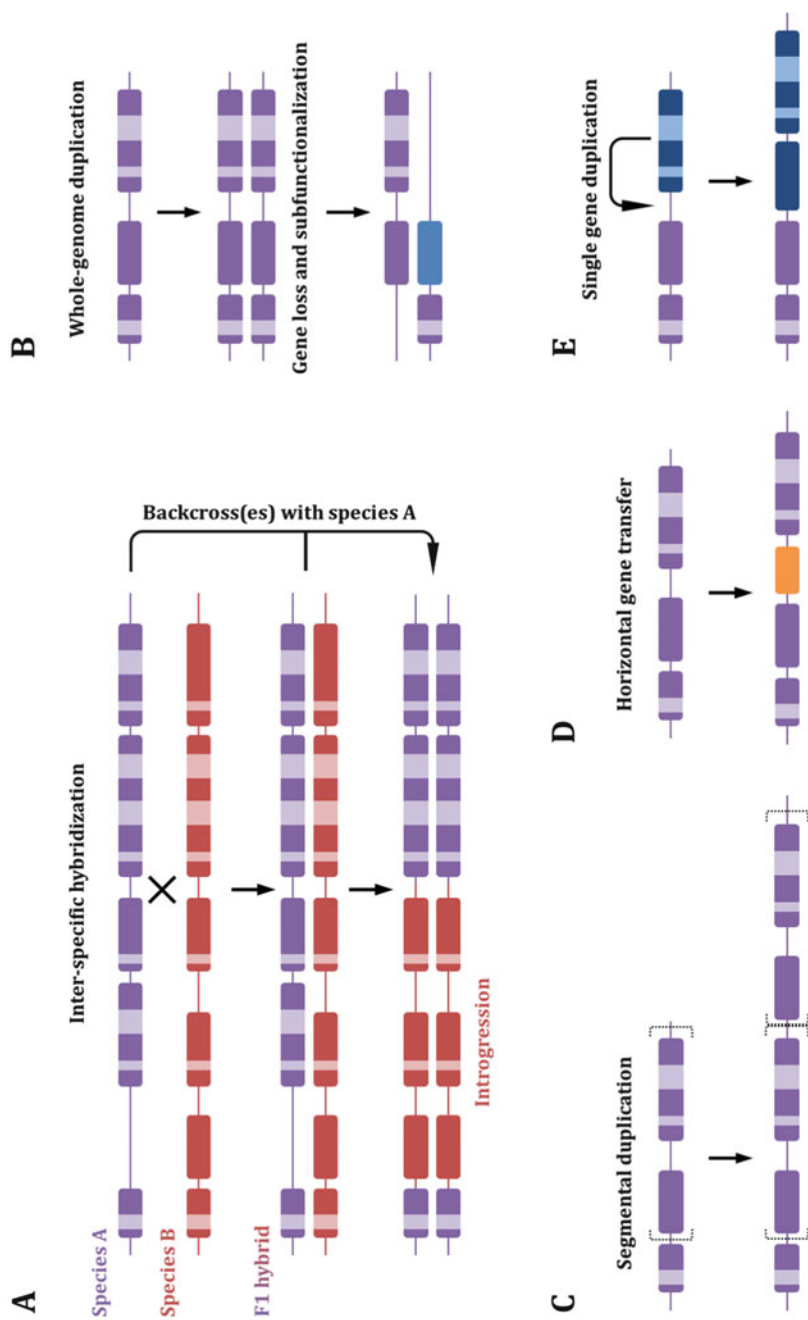 A
Inter-specific hybridization
Species A
Species B
F1 hybrid
Backcross(es) with species A
Introgression
B
Whole-genome duplication
Gene loss and subfunctionalization
C
Segmental duplication
D
Horizontal gene transfer
E
Single gene duplication